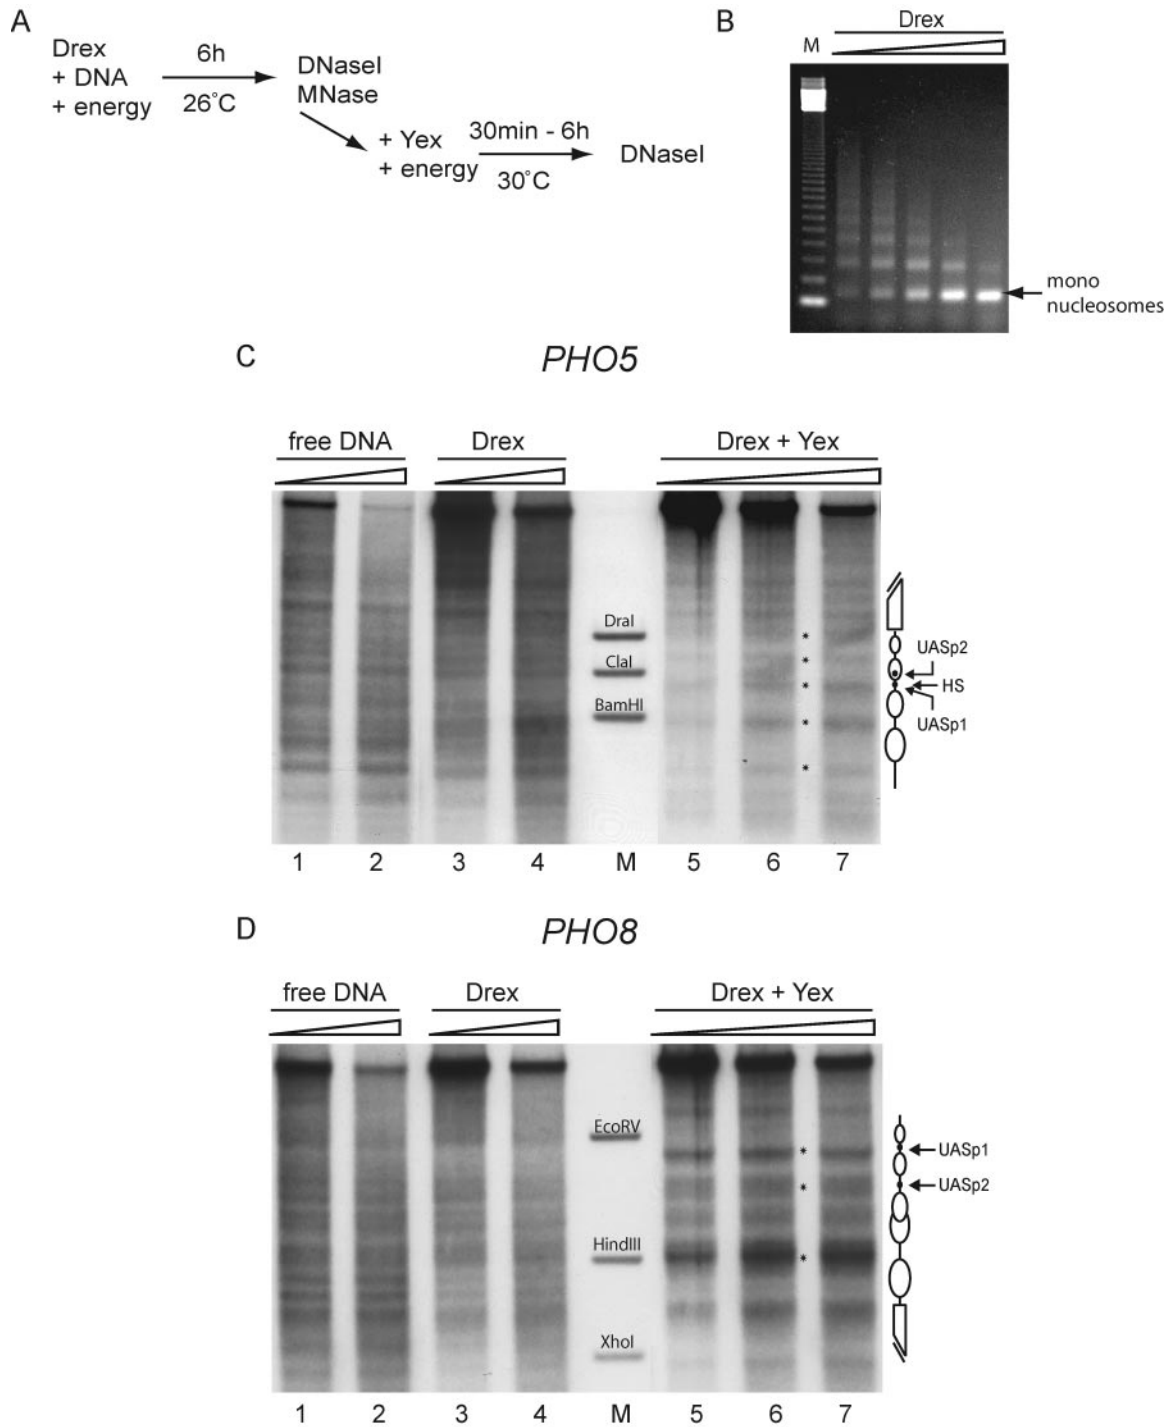 A
Drex
+ DNA
+ energy
6h
26°C
DNaseI
MNase
+ Yex
+ energy
30min - 6h
30°C
DNaseI
B
Drex
M
mono
nucleosomes
C
PHO5
free DNA
Drex
Drex + Yex
DraI
ClaI
BamHI
*
*
*
*
*
UASp2
HS
UASp1
1 2 3 4 M 5 6 7
D
PHO8
free DNA
Drex
Drex + Yex
EcoRV
HindIII
XhoI
*
*
*
UASp1
UASp2
1 2 3 4 M 5 6 7